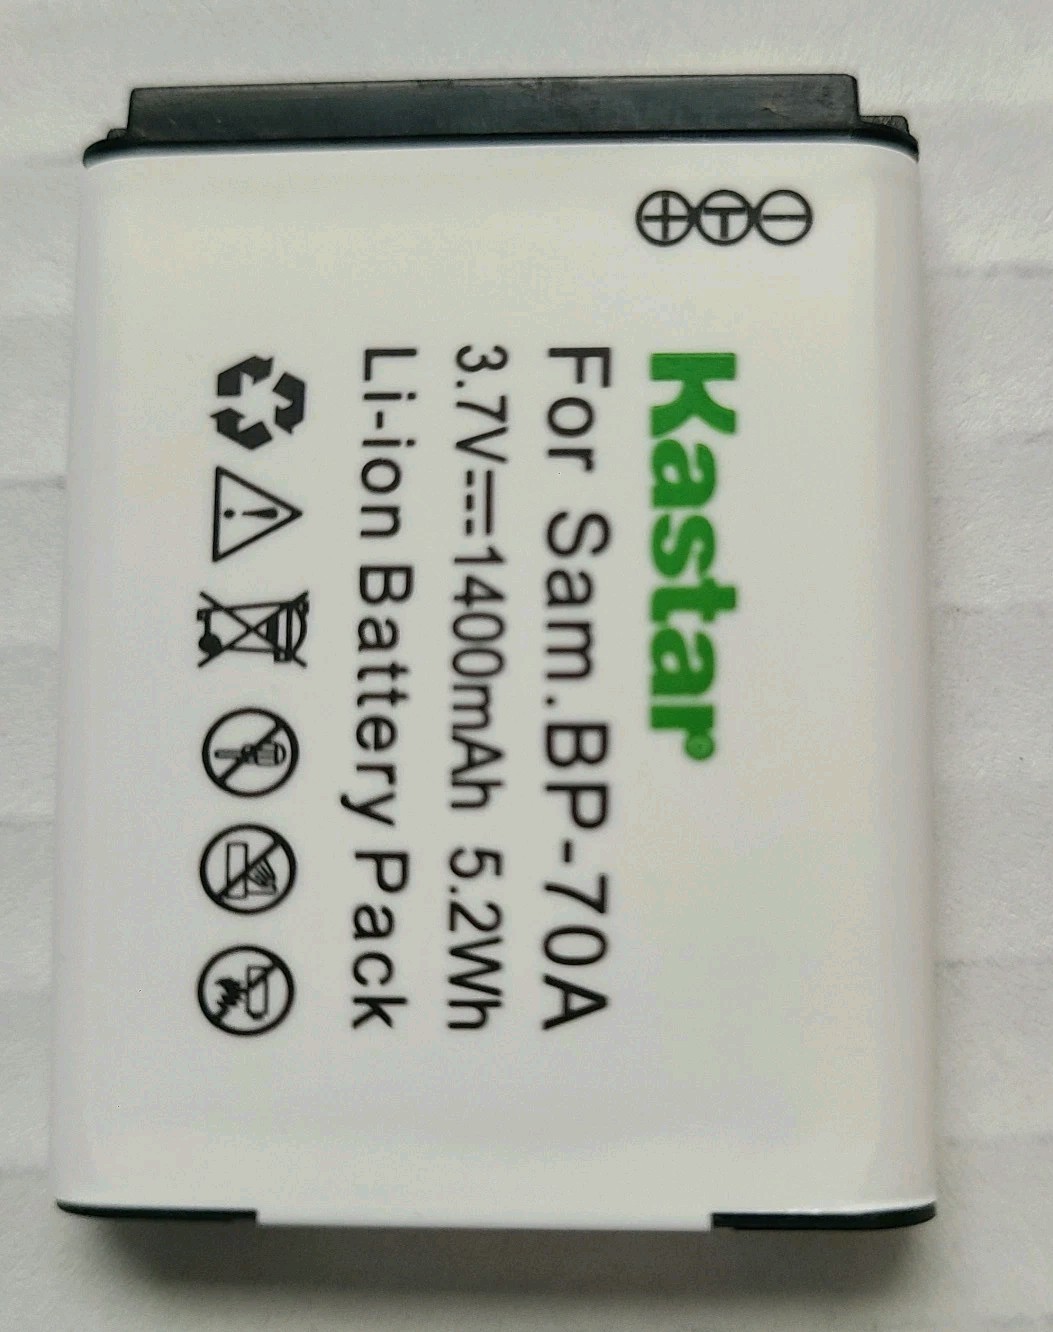 Kastar®
For Sam.BP-70A
3.7V⎓1400mAh 5.2Wh
Li-ion Battery Pack
+ T -